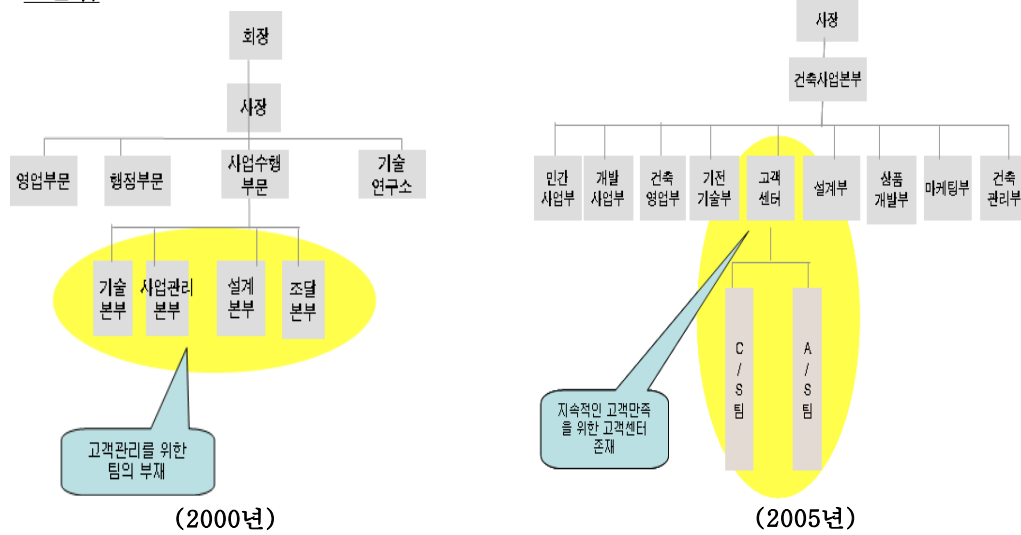 회장
사장
영업부문
행점부문
사업수행
부문
기술
연구소
기술
본부
사업관리
본부
설계
본부
조달
본부
고객관리를 위한
팀의 부재
(2000년)
사장
건축사업본부
민간
사업부
개발
사업부
건축
영업부
기전
기술부
고객
센터
설계부
상품
개발부
마케팅부
건축
관리부
C
/
S
팀
A
/
S
팀
지속적인 고객만족
을 위한 고객센터
존재
(2005년)